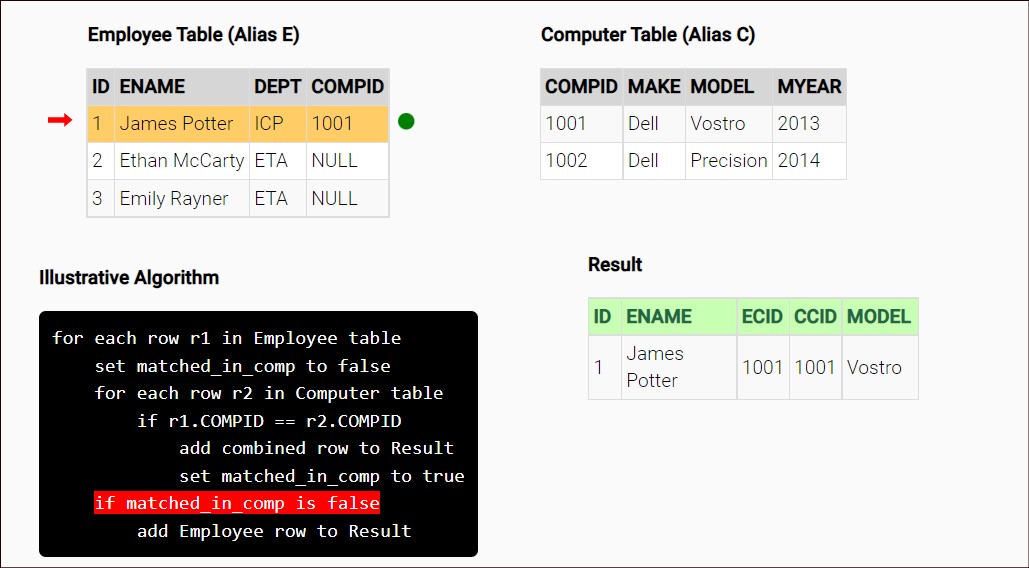 Employee Table (Alias E)
ID ENAME DEPT COMPID
1 James Potter ICP 1001
2 Ethan McCarty ETA NULL
3 Emily Rayner ETA NULL
Computer Table (Alias C)
COMPID MAKE MODEL MYEAR
1001 Dell Vostro 2013
1002 Dell Precision 2014
Illustrative Algorithm
for each row r1 in Employee table
set matched_in_comp to false
for each row r2 in Computer table
if r1.COMPID == r2.COMPID
add combined row to Result
set matched_in_comp to true
if matched_in_comp is false
add Employee row to Result
Result
ID ENAME ECID CCID MODEL
1 James Potter 1001 1001 Vostro